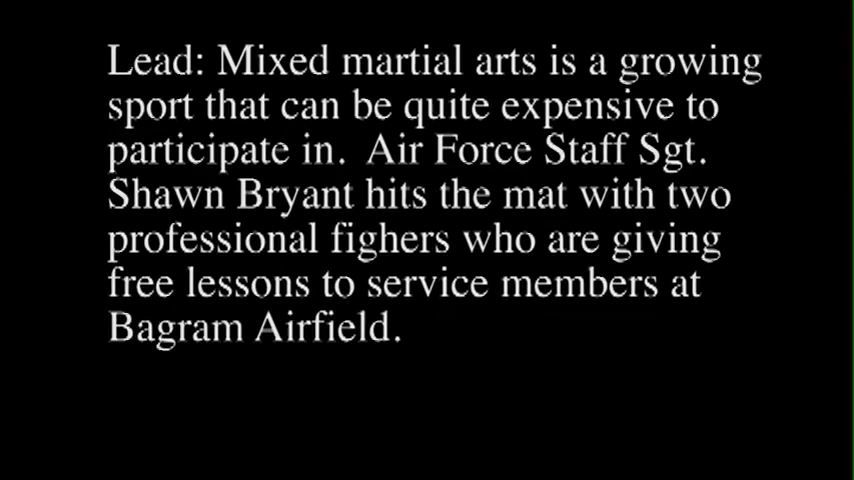 Lead: Mixed martial arts is a growing
sport that can be quite expensive to
participate in.  Air Force Staff Sgt.
Shawn Bryant hits the mat with two
professional fighers who are giving
free lessons to service members at
Bagram Airfield.